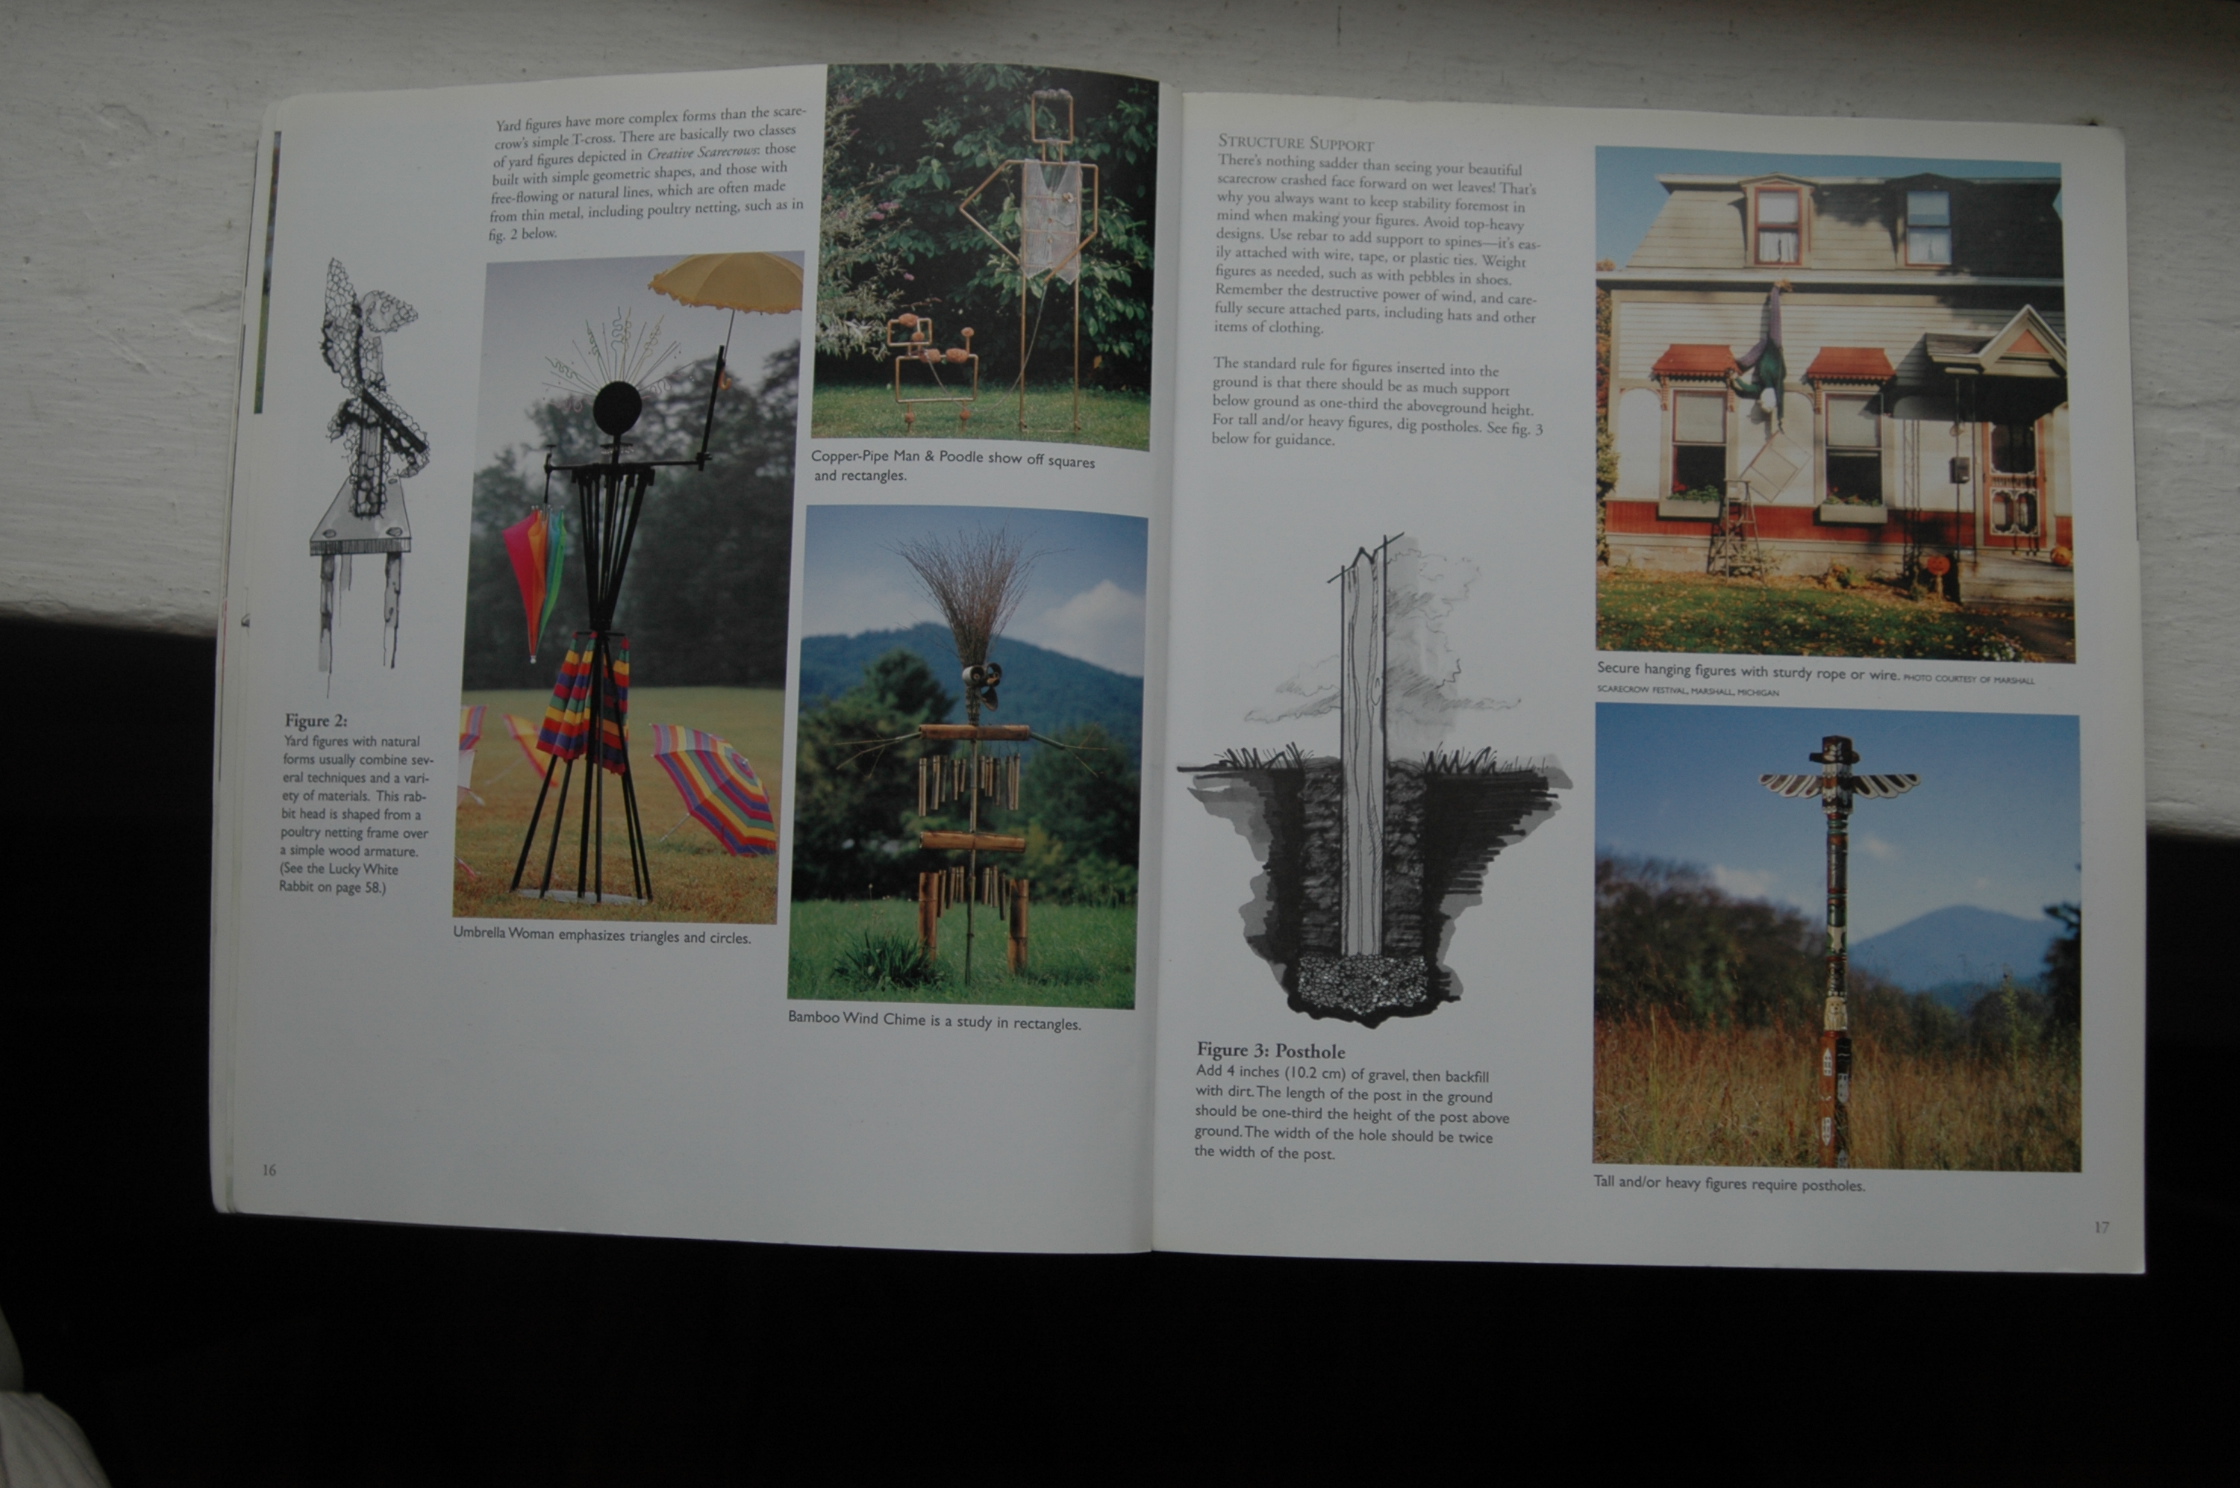 Yard figures have more complex forms than the scare-
crow's simple T-cross. There are basically two classes
of yard figures depicted in Creative Scarecrows: those
built with simple geometric shapes, and those with
free-flowing or natural lines, which are often made
from thin metal, including poultry netting, such as in
fig. 2 below.
Figure 2:
Yard figures with natural
forms usually combine sev-
eral techniques and a vari-
ety of materials. This rab-
bit head is shaped from a
poultry netting frame over
a simple wood armature.
(See the Lucky White
Rabbit on page 58.)
Umbrella Woman emphasizes triangles and circles.
Copper-Pipe Man & Poodle show off squares
and rectangles.
Bamboo Wind Chime is a study in rectangles.
16
STRUCTURE SUPPORT
There's nothing sadder than seeing your beautiful
scarecrow crashed face forward on wet leaves! That's
why you always want to keep stability foremost in
mind when making your figures. Avoid top-heavy
designs. Use rebar to add support to spines—it's eas-
ily attached with wire, tape, or plastic ties. Weight
figures as needed, such as with pebbles in shoes.
Remember the destructive power of wind, and care-
fully secure attached parts, including hats and other
items of clothing.
The standard rule for figures inserted into the
ground is that there should be as much support
below ground as one-third the aboveground height.
For tall and/or heavy figures, dig postholes. See fig. 3
below for guidance.
Figure 3: Posthole
Add 4 inches (10.2 cm) of gravel, then backfill
with dirt. The length of the post in the ground
should be one-third the height of the post above
ground. The width of the hole should be twice
the width of the post.
Secure hanging figures with sturdy rope or wire. PHOTO COURTESY OF MARSHALL
SCARECROW FESTIVAL, MARSHALL, MICHIGAN
Tall and/or heavy figures require postholes.
17